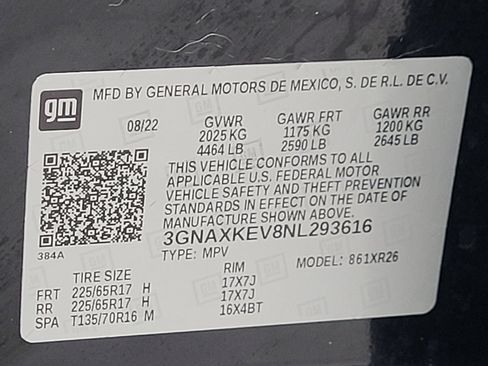 gm
MFD BY GENERAL MOTORS DE MEXICO, S. DE R.L. DE C.V.
08/22 GVWR GAWR FRT GAWR RR
2025 KG 1175 KG 1200 KG
4464 LB 2590 LB 2645 LB
THIS VEHICLE CONFORMS TO ALL
APPLICABLE U.S. FEDERAL MOTOR
VEHICLE SAFETY AND THEFT PREVENTION
STANDARDS IN EFFECT ON THE DATE OF
MANUFACTURE SHOWN ABOVE.
3GNAXKEV8NL293616
384A
TYPE: MPV MODEL: 861XR26
TIRE SIZE RIM
FRT 225/65R17 H 17X7J
RR 225/65R17 H 17X7J
SPA T135/70R16 M 16X4BT